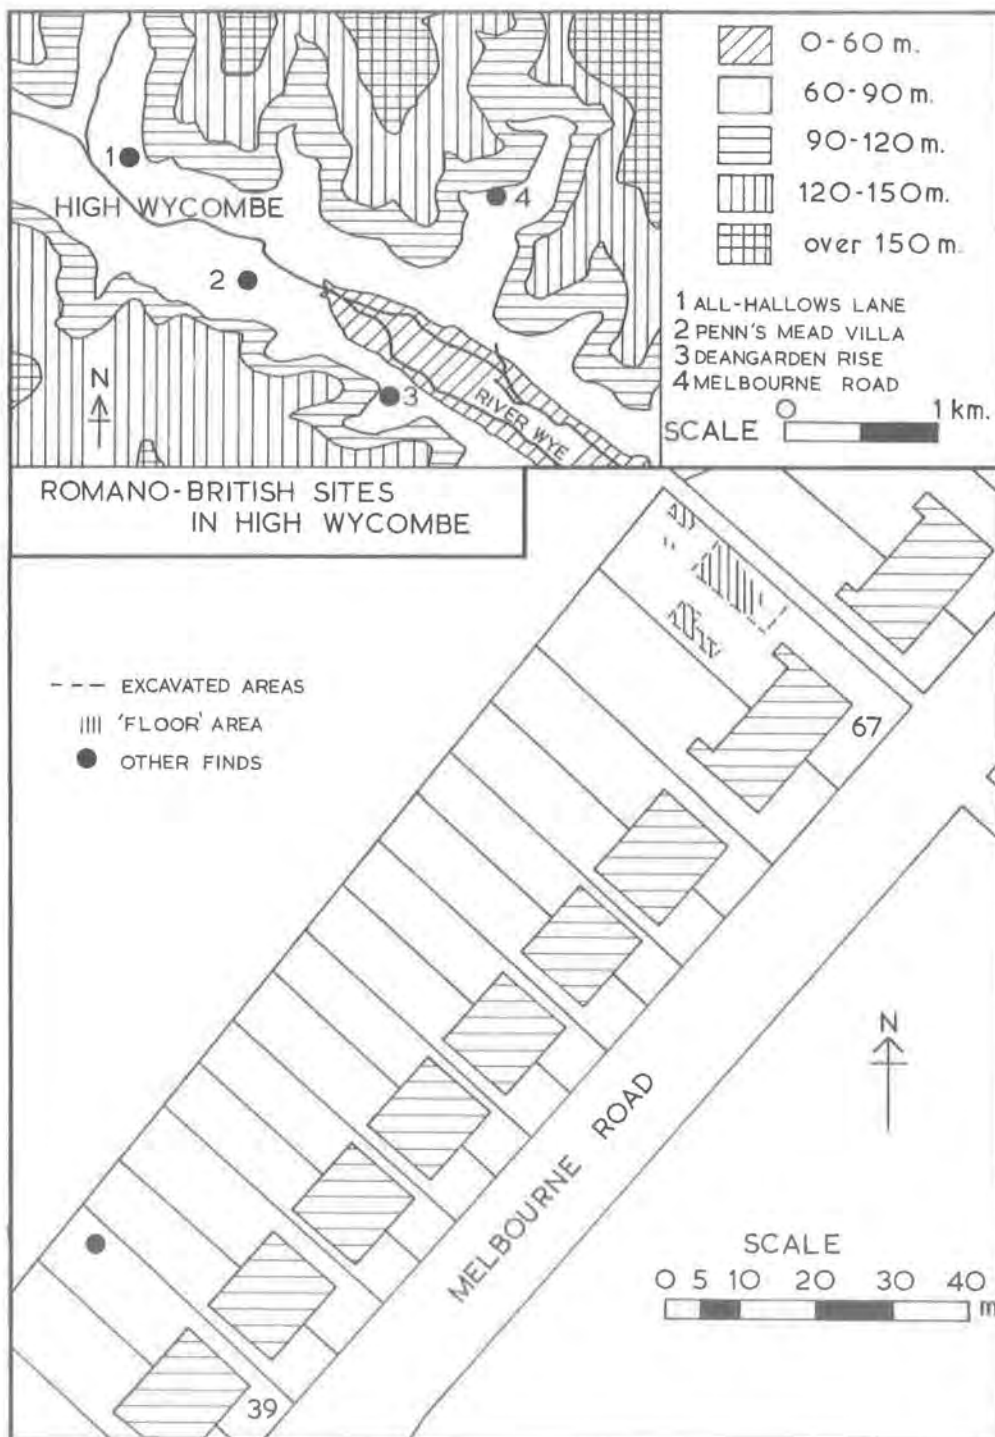 0-60 m.
60-90 m.
90-120 m.
120-150 m.
over 150 m.
1
HIGH WYCOMBE
2
3
4
RIVER WYE
N
1 ALL-HALLOWS LANE
2 PENN'S MEAD VILLA
3 DEANGARDEN RISE
4 MELBOURNE ROAD
SCALE 0 1 km.
ROMANO-BRITISH SITES
IN HIGH WYCOMBE
--- EXCAVATED AREAS
'FLOOR' AREA
OTHER FINDS
67
N
MELBOURNE ROAD
SCALE
0 5 10 20 30 40
m
39